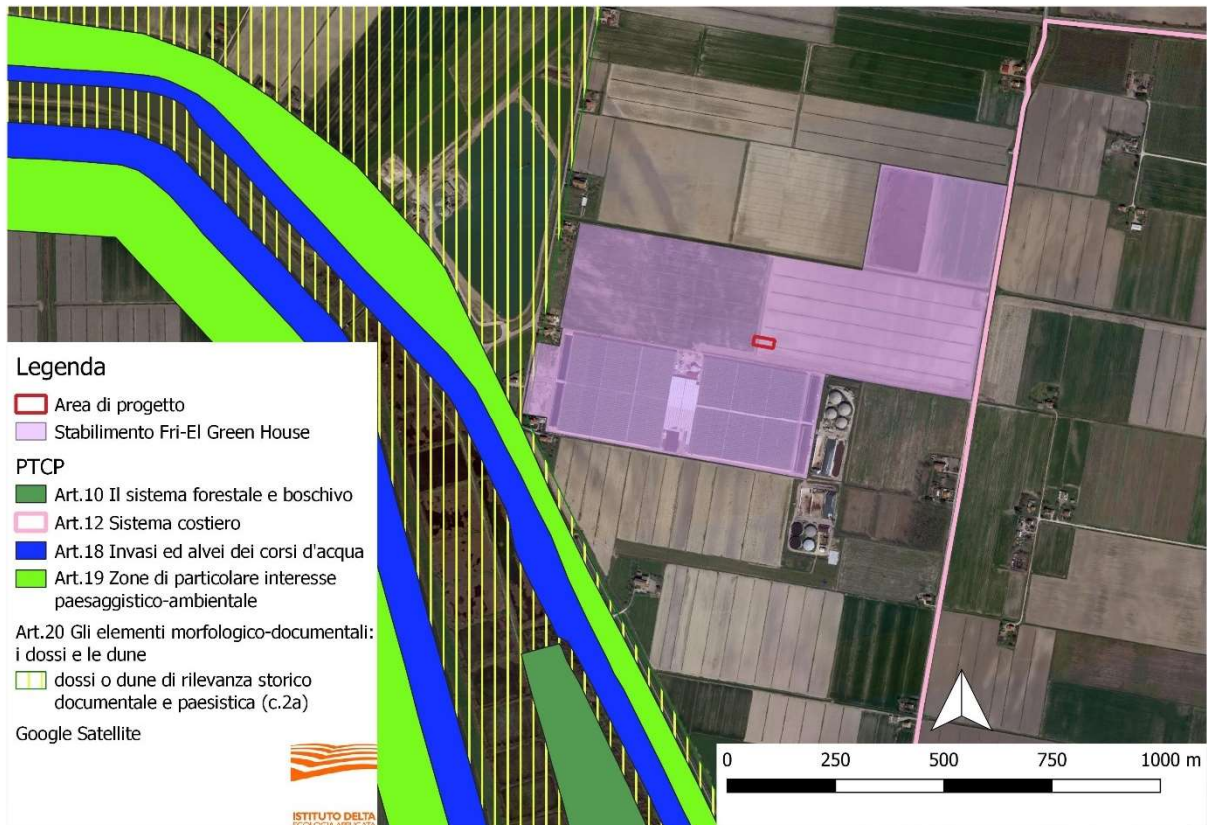 Legenda
Area di progetto
Stabilimento Fri-El Green House
PTCP
Art.10 Il sistema forestale e boschivo
Art.12 Sistema costiero
Art.18 Invasi ed alvei dei corsi d'acqua
Art.19 Zone di particolare interesse
paesaggistico-ambientale
Art.20 Gli elementi morfologico-documentali:
i dossi e le dune
dossi o dune di rilevanza storico
documentale e paesistica (c.2a)
Google Satellite
ISTITUTO DELTA
ECOLOGIA APPLICATA
0 250 500 750 1000 m